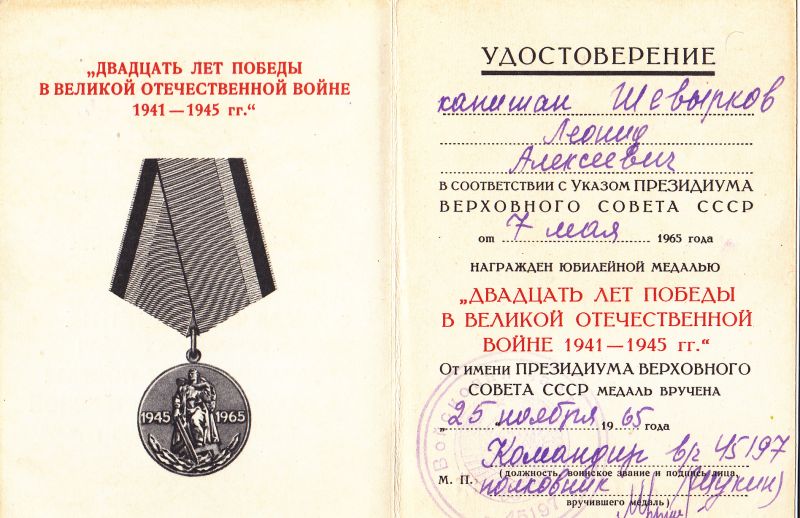 „ДВАДЦАТЬ ЛЕТ ПОБЕДЫ
В ВЕЛИКОЙ ОТЕЧЕСТВЕННОЙ ВОЙНЕ
1941—1945 гг.“
1945 1965
УДОСТОВЕРЕНИЕ
капитан Шевырков
Леонид
Алексеевич
В СООТВЕТСТВИИ С УКАЗОМ ПРЕЗИДИУМА
ВЕРХОВНОГО СОВЕТА СССР
от 7 мая 1965 года
НАГРАЖДЕН ЮБИЛЕЙНОЙ МЕДАЛЬЮ
„ДВАДЦАТЬ ЛЕТ ПОБЕДЫ
В ВЕЛИКОЙ ОТЕЧЕСТВЕННОЙ
ВОЙНЕ 1941—1945 гг.“
От имени ПРЕЗИДИУМА ВЕРХОВНОГО
СОВЕТА СССР МЕДАЛЬ ВРУЧЕНА
„25 “ ноября 1965 года
Командир в/ч 45197
(должность, воинское звание и подпись лица,
М. П. полковник (Щукин)
вручившего медаль)
45197